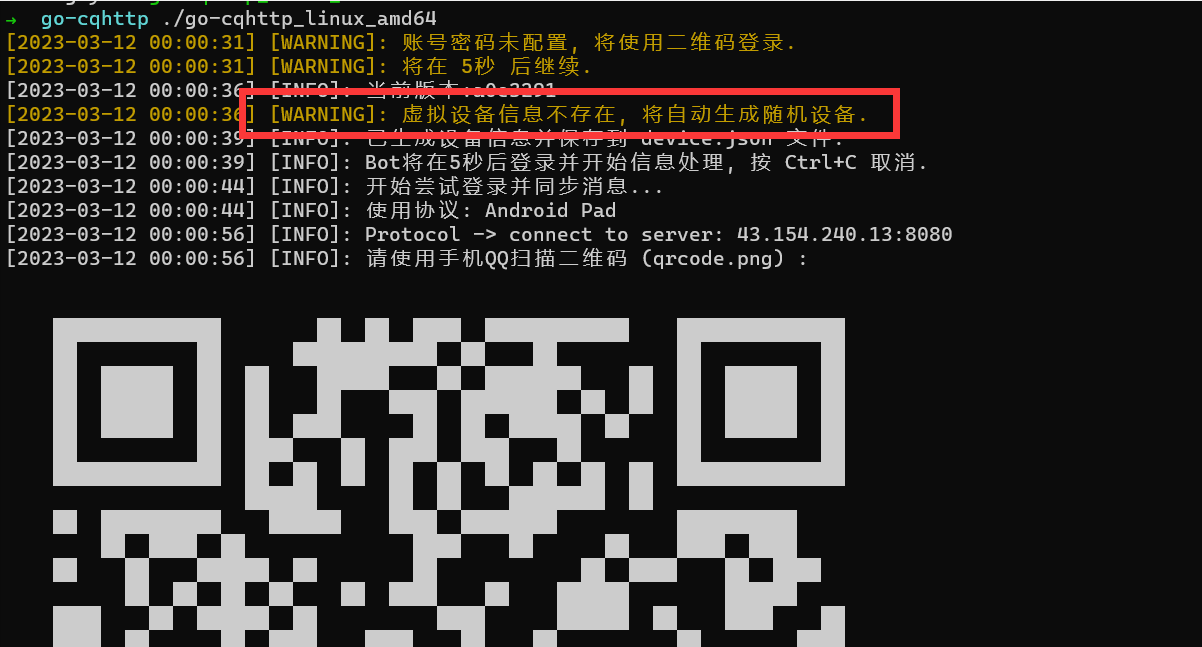 → go-cqhttp ./go-cqhttp_linux_amd64
[2023-03-12 00:00:31] [WARNING]: 账号密码未配置, 将使用二维码登录.
[2023-03-12 00:00:31] [WARNING]: 将在 5秒 后继续.
[2023-03-12 00:00:36] [INFO]: 当前版本:a0c3291
[2023-03-12 00:00:36] [WARNING]: 虚拟设备信息不存在, 将自动生成随机设备.
[2023-03-12 00:00:39] [INFO]: 已生成设备信息并保存到 device.json 文件.
[2023-03-12 00:00:39] [INFO]: Bot将在5秒后登录并开始信息处理, 按 Ctrl+C 取消.
[2023-03-12 00:00:44] [INFO]: 开始尝试登录并同步消息...
[2023-03-12 00:00:44] [INFO]: 使用协议: Android Pad
[2023-03-12 00:00:56] [INFO]: Protocol -> connect to server: 43.154.240.13:8080
[2023-03-12 00:00:56] [INFO]: 请使用手机QQ扫描二维码 (qrcode.png) :